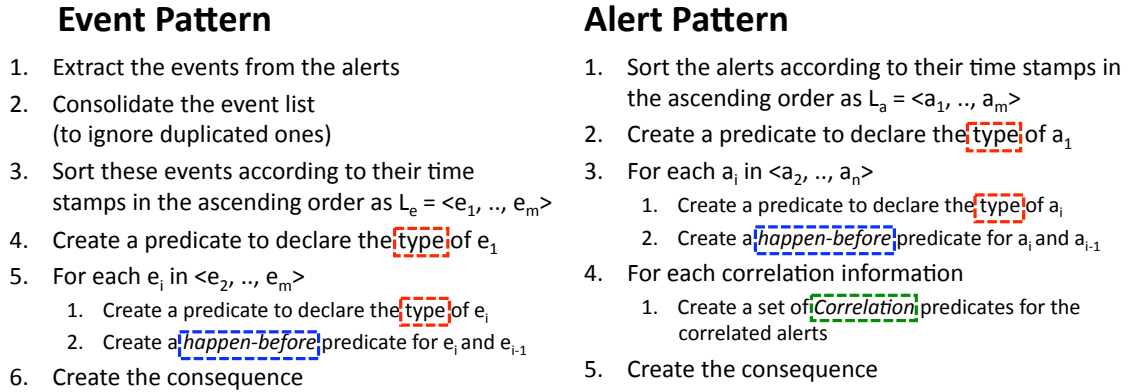 Event Pattern
1. Extract the events from the alerts
2. Consolidate the event list
(to ignore duplicated ones)
3. Sort these events according to their time
stamps in the ascending order as Lₑ = <e₁, .., eₘ>
4. Create a predicate to declare the type of e₁
5. For each eᵢ in <e₂, .., eₘ>
1. Create a predicate to declare the type of eᵢ
2. Create a happen-before predicate for eᵢ and eᵢ₋₁
6. Create the consequence
Alert Pattern
1. Sort the alerts according to their time stamps in
the ascending order as Lₐ = <a₁, .., aₘ>
2. Create a predicate to declare the type of a₁
3. For each aᵢ in <a₂, .., aₙ>
1. Create a predicate to declare the type of aᵢ
2. Create a happen-before predicate for aᵢ and aᵢ₋₁
4. For each correlation information
1. Create a set of Correlation predicates for the
correlated alerts
5. Create the consequence